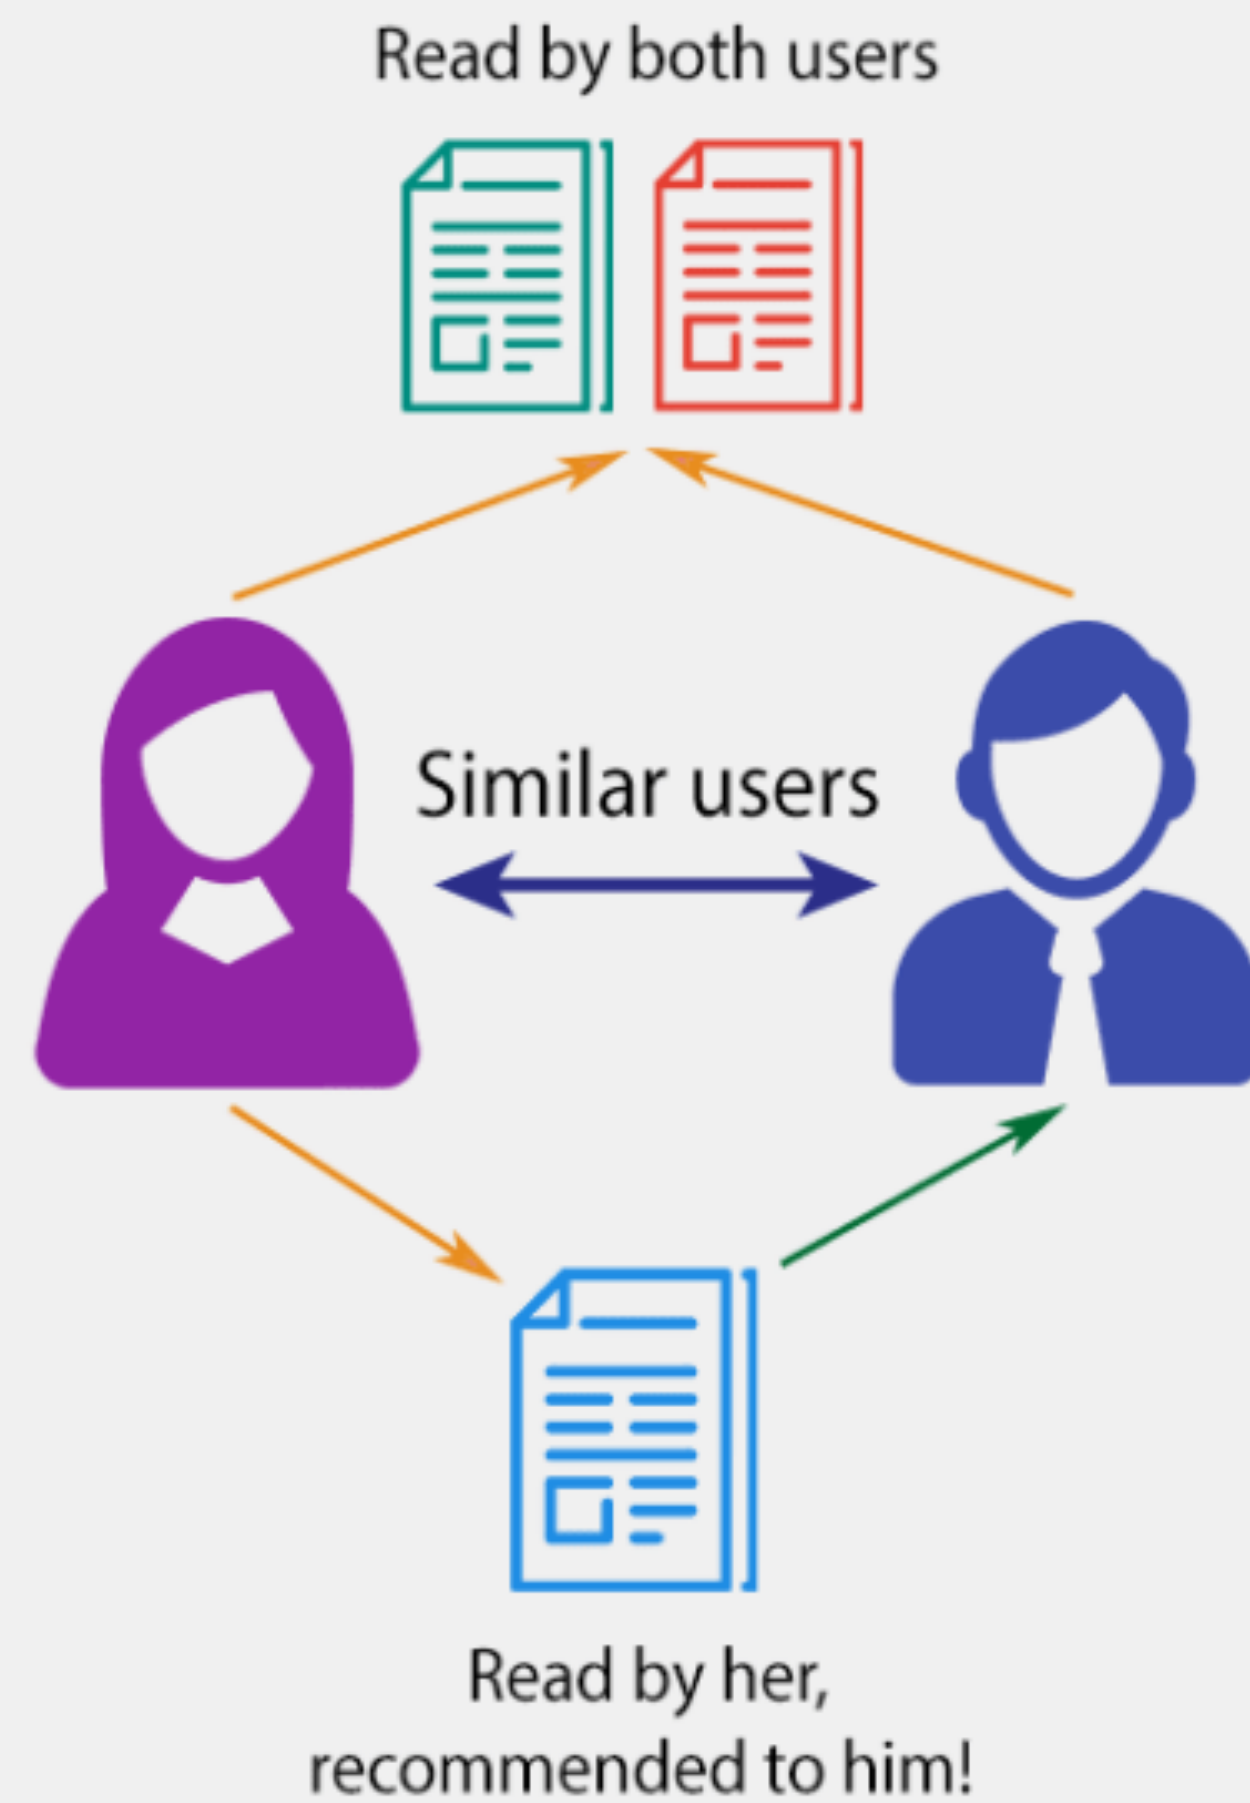 Read by both users
Similar users
Read by her,
recommended to him!